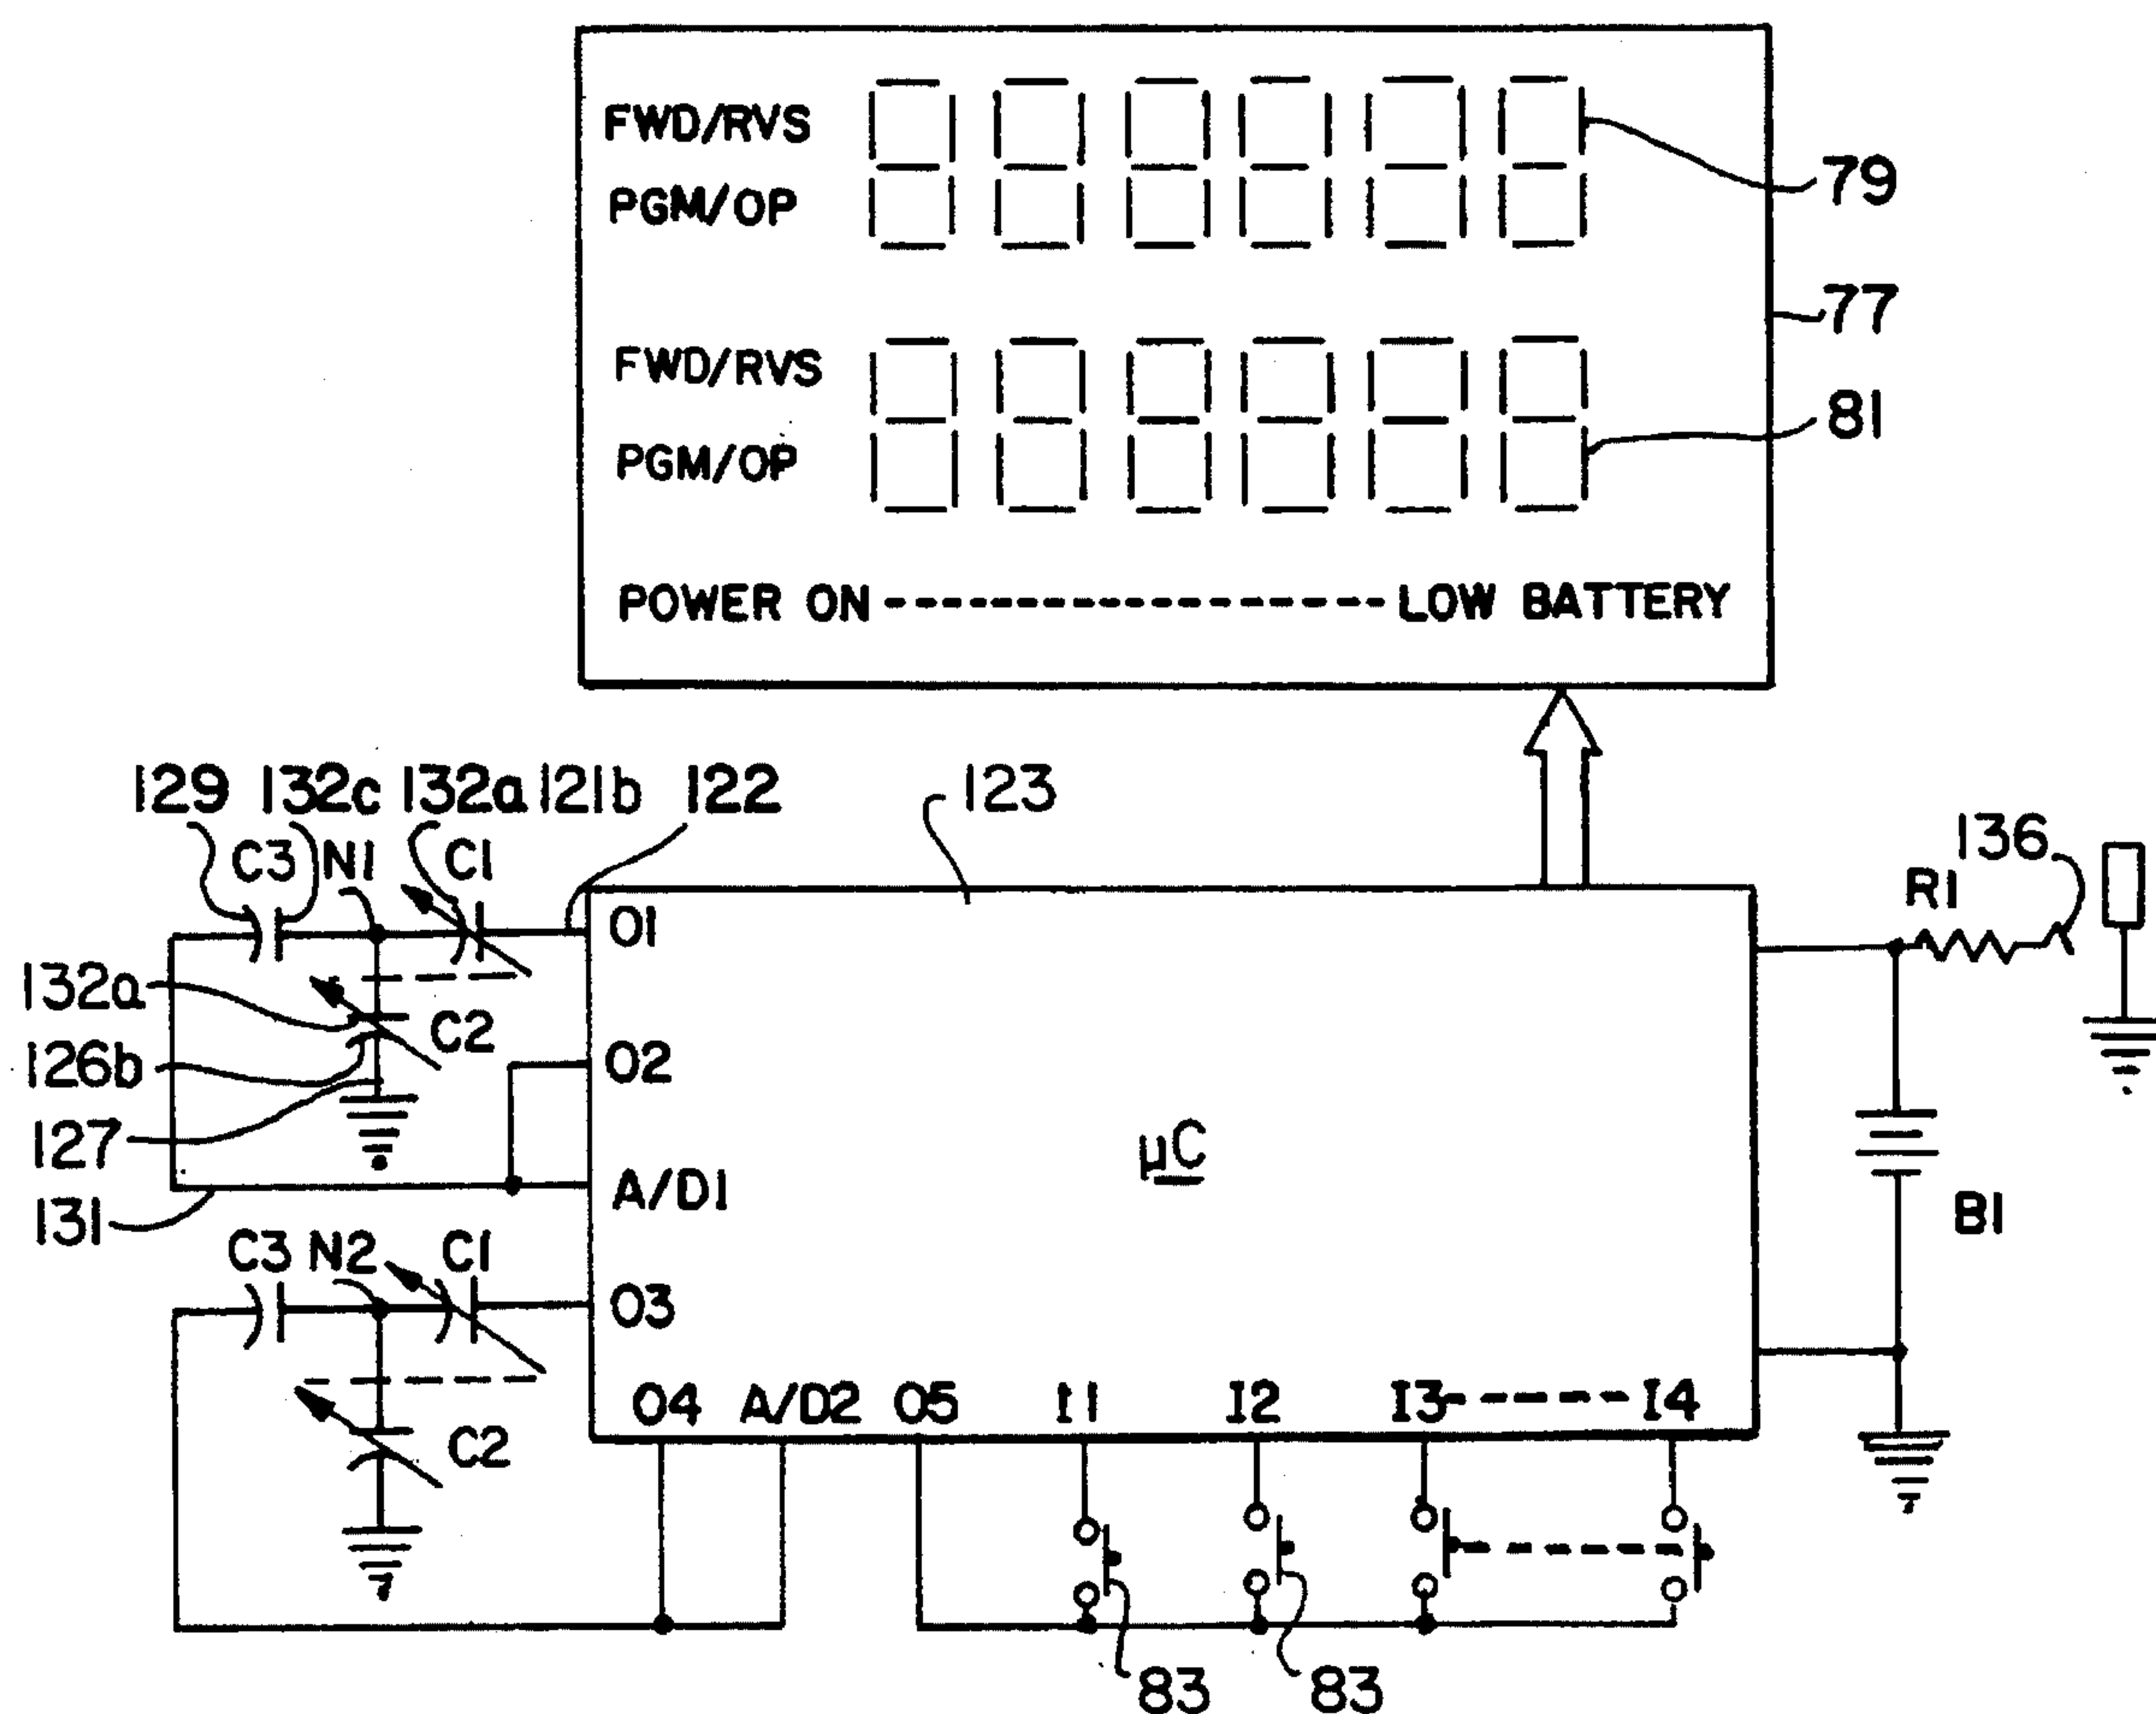 FWD/RVS
PGM/OP
79
77
FWD/RVS
PGM/OP
81
POWER ON ------------------ LOW BATTERY
129 132c 132a 121b 122 123
136
C3 N1 C1
R1
O1
132a
C2
126b
O2
127
µC
131
A/D1
B1
C3 N2 C1
O3
O4 A/D2 O5 I1 I2 I3------I4
C2
83 83